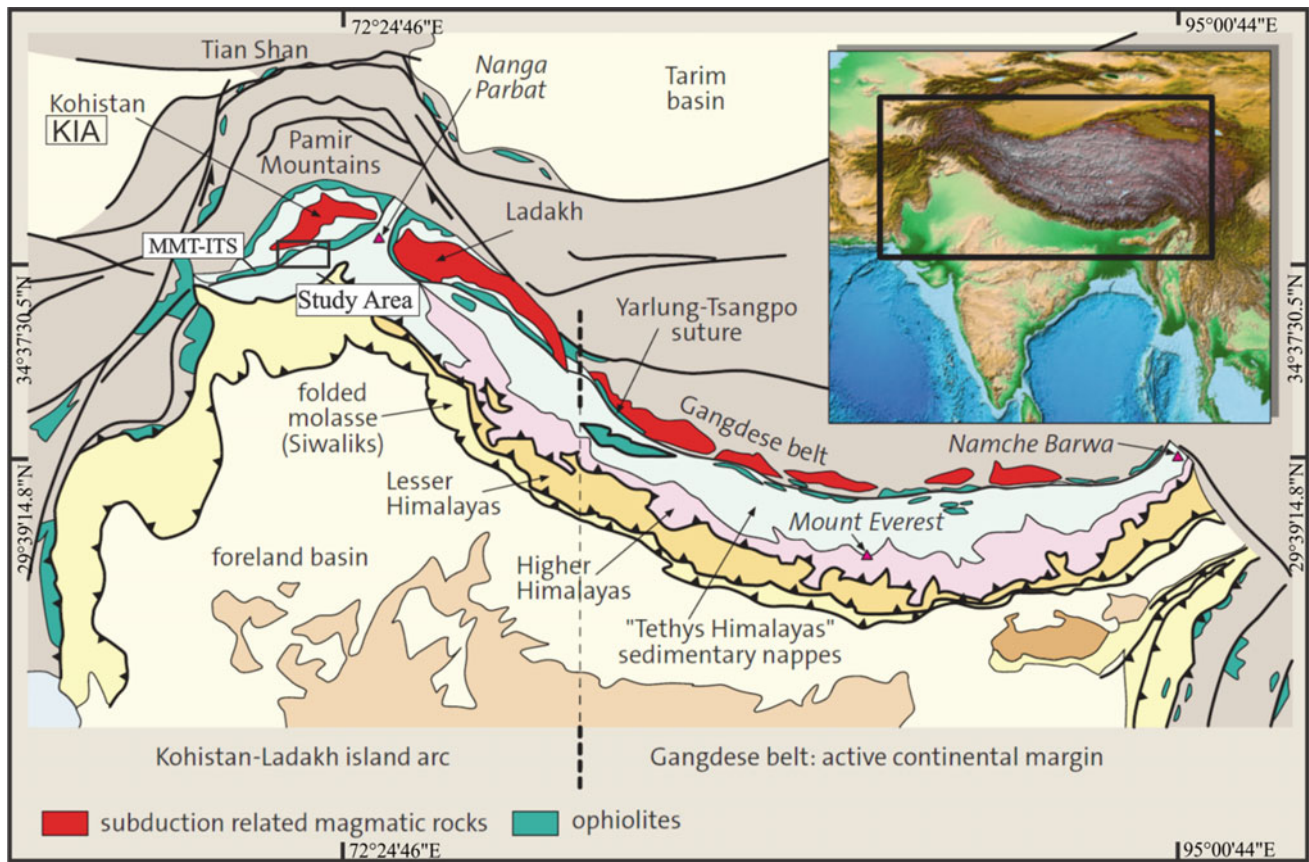 72°24'46"E
95°00'44"E
Tian Shan
Nanga
Parbat
Tarim
basin
Kohistan
KIA
Pamir
Mountains
Ladakh
MMT-ITS
Study Area
Yarlung-Tsangpo
suture
34°37'30.5"N
34°37'30.5"N
folded
molasse
(Siwaliks)
Gangdese belt
Namche Barwa
Lesser
Himalayas
29°39'14.8"N
29°39'14.8"N
Mount Everest
foreland basin
Higher
Himalayas
"Tethys Himalayas"
sedimentary nappes
Kohistan-Ladakh island arc
Gangdese belt: active continental margin
subduction related magmatic rocks
ophiolites
72°24'46"E
95°00'44"E